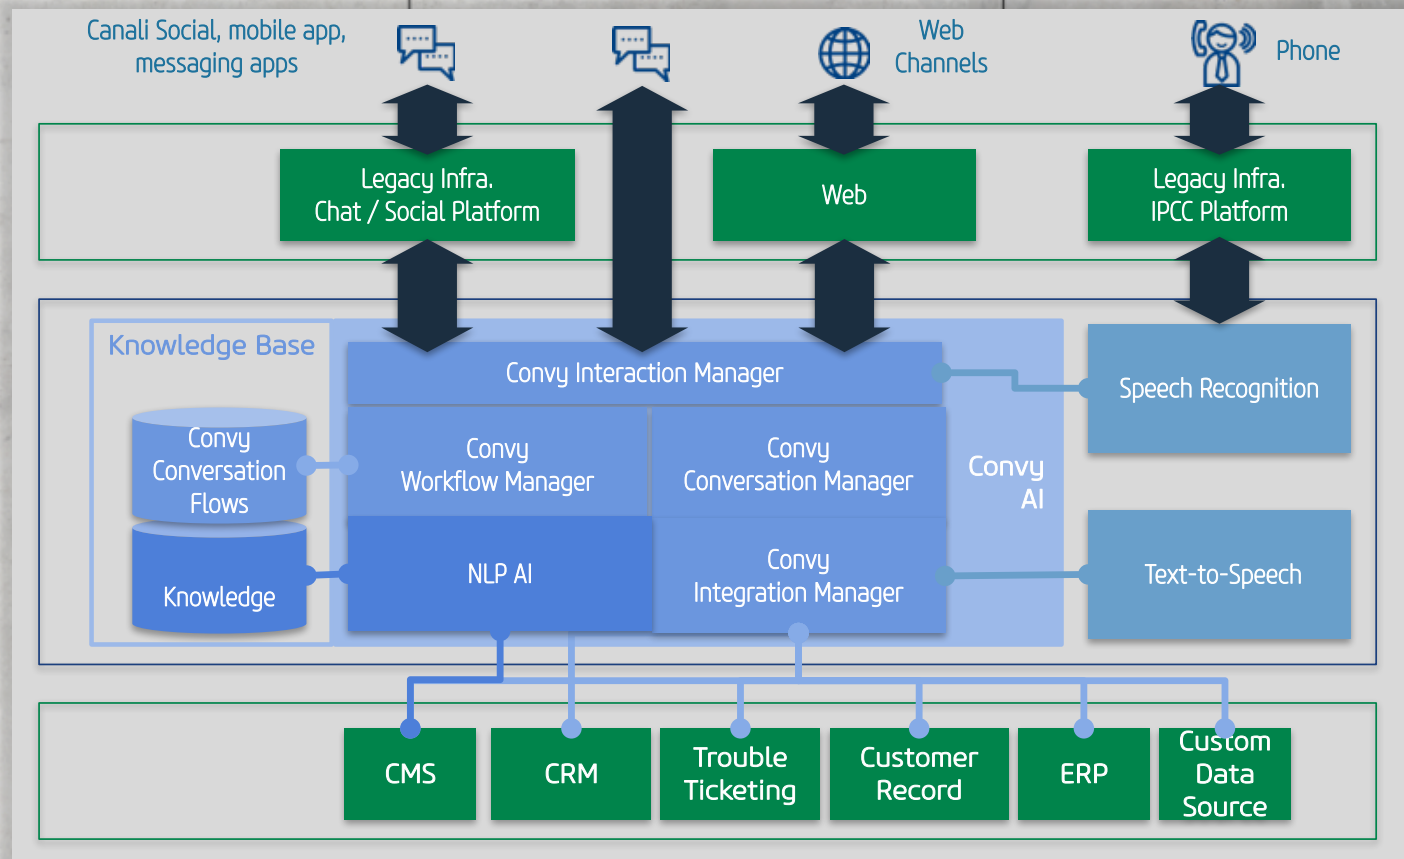 Canali Social, mobile app,
messaging apps
Web
Channels
Phone
Legacy Infra.
Chat / Social Platform
Web
Legacy Infra.
IPCC Platform
Knowledge Base
Convy Interaction Manager
Speech Recognition
Convy
Conversation
Flows
Convy
Workflow Manager
Convy
Conversation Manager
Convy
AI
Knowledge
NLP AI
Convy
Integration Manager
Text-to-Speech
CMS
CRM
Trouble
Ticketing
Customer
Record
ERP
Custom
Data
Source